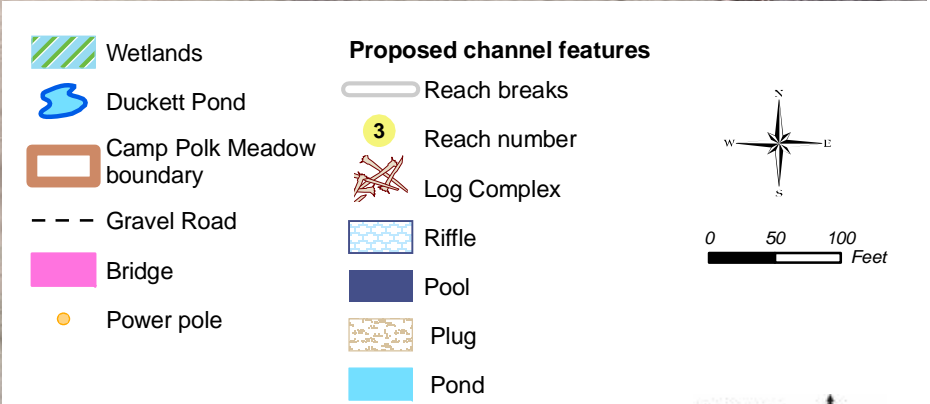 Wetlands
Duckett Pond
Camp Polk Meadow
boundary
Gravel Road
Bridge
Power pole
Proposed channel features
Reach breaks
3
Reach number
Log Complex
Riffle
Pool
Plug
Pond
N
W E
S
0 50 100
Feet